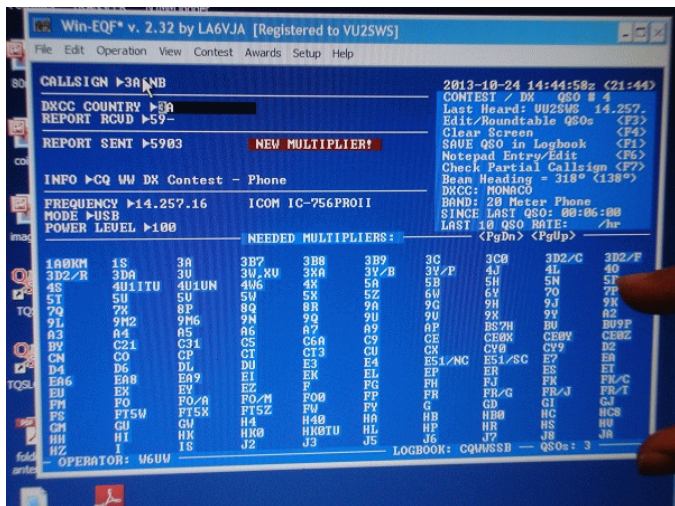 Win-EQF* v. 2.32 by LA6VJA [Registered to VU2SWS]
File Edit Operation View Contest Awards Setup Help
CALLSIGN 3A6NB
2013-10-24 14:44:58z (21:44)
CONTEST / DX QSO # 4
DXCC COUNTRY 3A
Last Heard: VU2SWS 14.257.
REPORT RCVD 59-
Edit/Roundtable QSOs <F3>
Clear Screen <F4>
REPORT SENT 5903 NEW MULTIPLIER!
SAVE QSO in Logbook <F1>
Notepad Entry/Edit <F6>
Check Partial Callsign <F7>
INFO CQ WW DX Contest - Phone
Beam Heading = 318° (138°)
DXCC: MONACO
FREQUENCY 14.257.16 ICOM IC-756PROII
BAND: 20 Meter Phone
MODE USB
SINCE LAST QSO: 00:06:00
POWER LEVEL 100
LAST 10 QSO RATE: /hr
NEEDED MULTIPLIERS: <PgDn> <PgUp>
1A0KM 1S 3A 3B7 3B8 3B9 3C 3C0 3D2/C 3D2/F
3D2/R 3DA 3V 3W,XV 3XA 3Y/B 3Y/P 4J 4L 4O
4S 4U1ITU 4U1UN 4W6 4X 5A 5B 5H 5N 5R
5T 5U 5V 5W 5X 5Z 6W 6Y 7O 7P
7Q 7X 8P 8Q 8R 9A 9G 9H 9J 9K
9L 9M2 9M6 9N 9Q 9U 9V 9X 9Y A2
A3 A4 A5 A6 A7 A9 AP BS7H BV BV9P
BY C21 C31 C5 C6A C9 CE CE0X CE0Y CE0Z
CN CO CP CT CT3 CU CX CY0 CY9 D2
D4 D6 DL DU E3 E4 E51/NC E51/SC E7 EA
EA6 EA8 EA9 EI EK EL EP ER ES ET
EU EX EY EZ F FG FH FJ FK FK/C
FM FO FO/A FO/M FO0 FP FR FR/G FR/J FR/T
FS FT5W FT5X FT5Z FW FY G GD GI GJ
GM GU GW H4 H40 HA HB HB0 HC HC8
HH HI HK HK0 HK0TU HL HP HR HS HV
HZ I IS J2 J3 J5 J6 J7 J8 JA
OPERATOR: W6UW LOGBOOK: CQWWSSB QSOs: 3